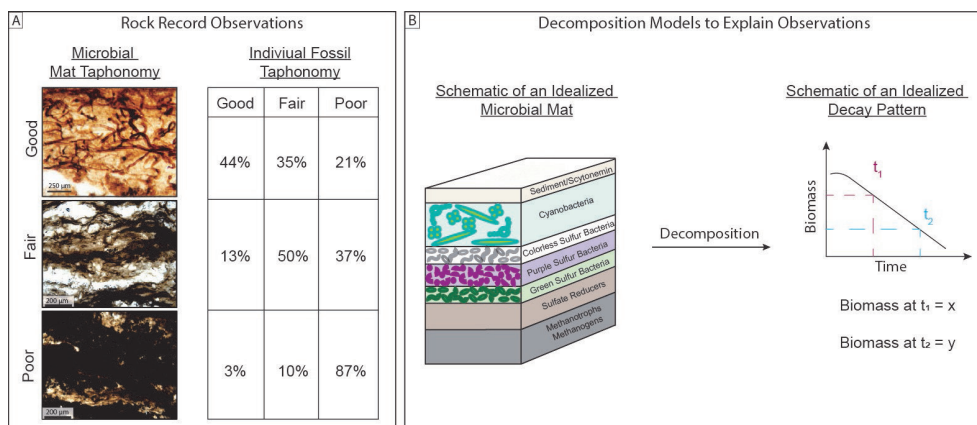 A
Rock Record Observations
Microbial
Mat Taphonomy
Indiviual Fossil
Taphonomy
Good
Fair
Poor
Good
250 µm
44%
35%
21%
Fair
200 µm
13%
50%
37%
Poor
200 µm
3%
10%
87%
B
Decomposition Models to Explain Observations
Schematic of an Idealized
Microbial Mat
Sediment/Scytonemin
Cyanobacteria
Colorless Sulfur Bacteria
Purple Sulfur Bacteria
Green Sulfur Bacteria
Sulfate Reducers
Methanotrophs
Methanogens
Decomposition
Schematic of an Idealized
Decay Pattern
Biomass
t₁
t₂
Time
Biomass at t₁ = x
Biomass at t₂ = y